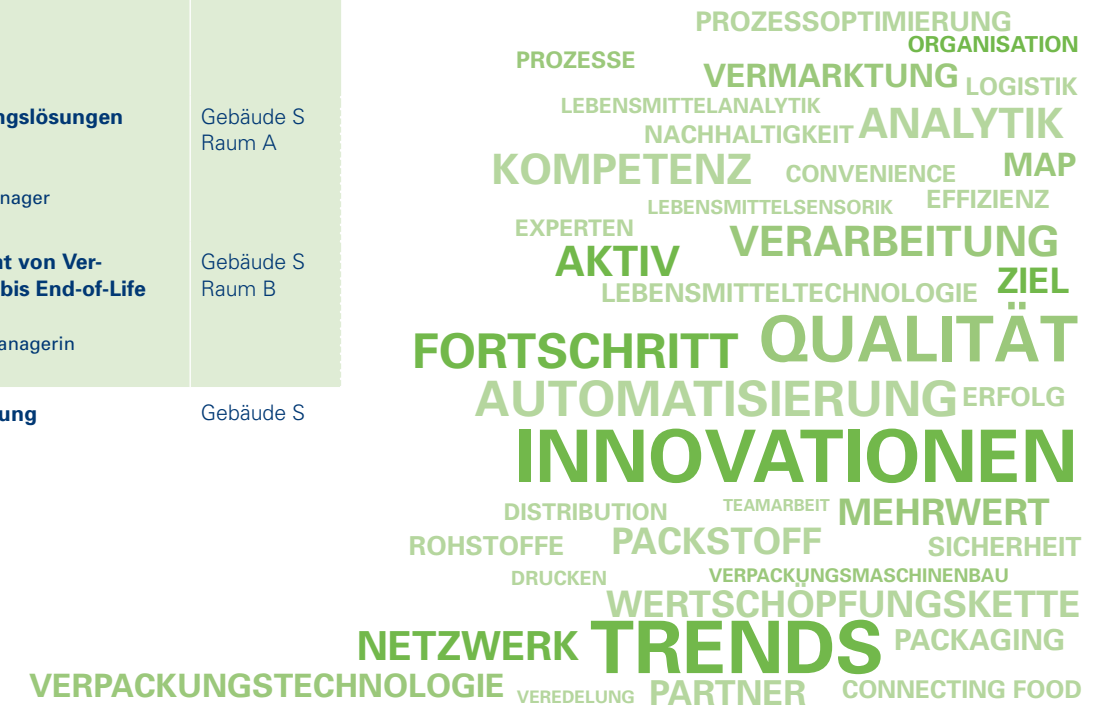 ngslösungen
Gebäude S
Raum A
nager
nt von Ver-
bis End-of-Life
Gebäude S
Raum B
anagerin
ung
Gebäude S
PROZESSOPTIMIERUNG
ORGANISATION
PROZESSE
VERMARKTUNG LOGISTIK
LEBENSMITTELANALYTIK
NACHHALTIGKEIT ANALYTIK
KOMPETENZ CONVENIENCE MAP
LEBENSMITTELSENSORIK EFFIZIENZ
EXPERTEN VERARBEITUNG
AKTIV
LEBENSMITTELTECHNOLOGIE ZIEL
FORTSCHRITT QUALITÄT
AUTOMATISIERUNG ERFOLG
INNOVATIONEN
DISTRIBUTION TEAMARBEIT MEHRWERT
ROHSTOFFE PACKSTOFF SICHERHEIT
DRUCKEN VERPACKUNGSMASCHINENBAU
WERTSCHÖPFUNGSKETTE
NETZWERK TRENDS PACKAGING
VERPACKUNGSTECHNOLOGIE VEREDELUNG PARTNER CONNECTING FOOD